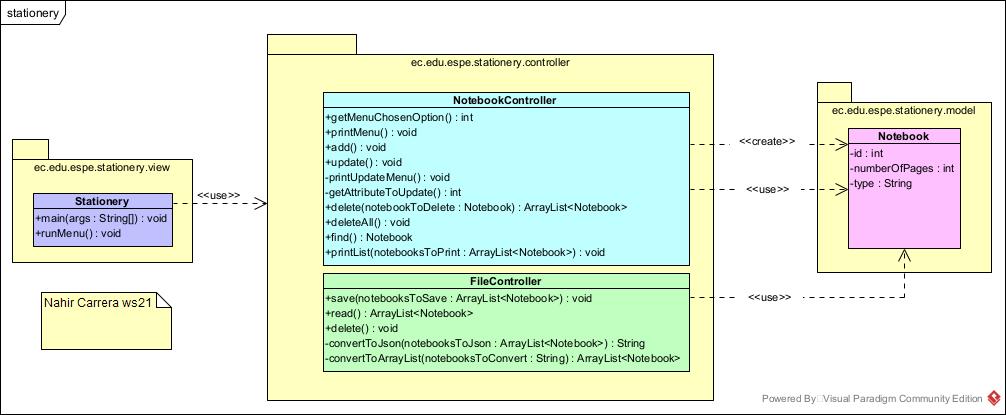 stationery
ec.edu.espe.stationery.view
Stationery
+main(args : String[]) : void
+runMenu() : void
Nahir Carrera ws21
<<use>>
ec.edu.espe.stationery.controller
NotebookController
+getMenuChosenOption() : int
+printMenu() : void
+add() : void
+update() : void
-printUpdateMenu() : void
-getAttributeToUpdate() : int
+delete(notebookToDelete : Notebook) : ArrayList<Notebook>
+deleteAll() : void
+find() : Notebook
+printList(notebooksToPrint : ArrayList<Notebook>) : void
FileController
+save(notebooksToSave : ArrayList<Notebook>) : void
+read() : ArrayList<Notebook>
+delete() : void
-convertToJson(notebooksToJson : ArrayList<Notebook>) : String
-convertToArrayList(notebooksToConvert : String) : ArrayList<Notebook>
<<create>>
<<use>>
<<use>>
ec.edu.espe.stationery.model
Notebook
-id : int
-numberOfPages : int
-type : String
Powered By Visual Paradigm Community Edition